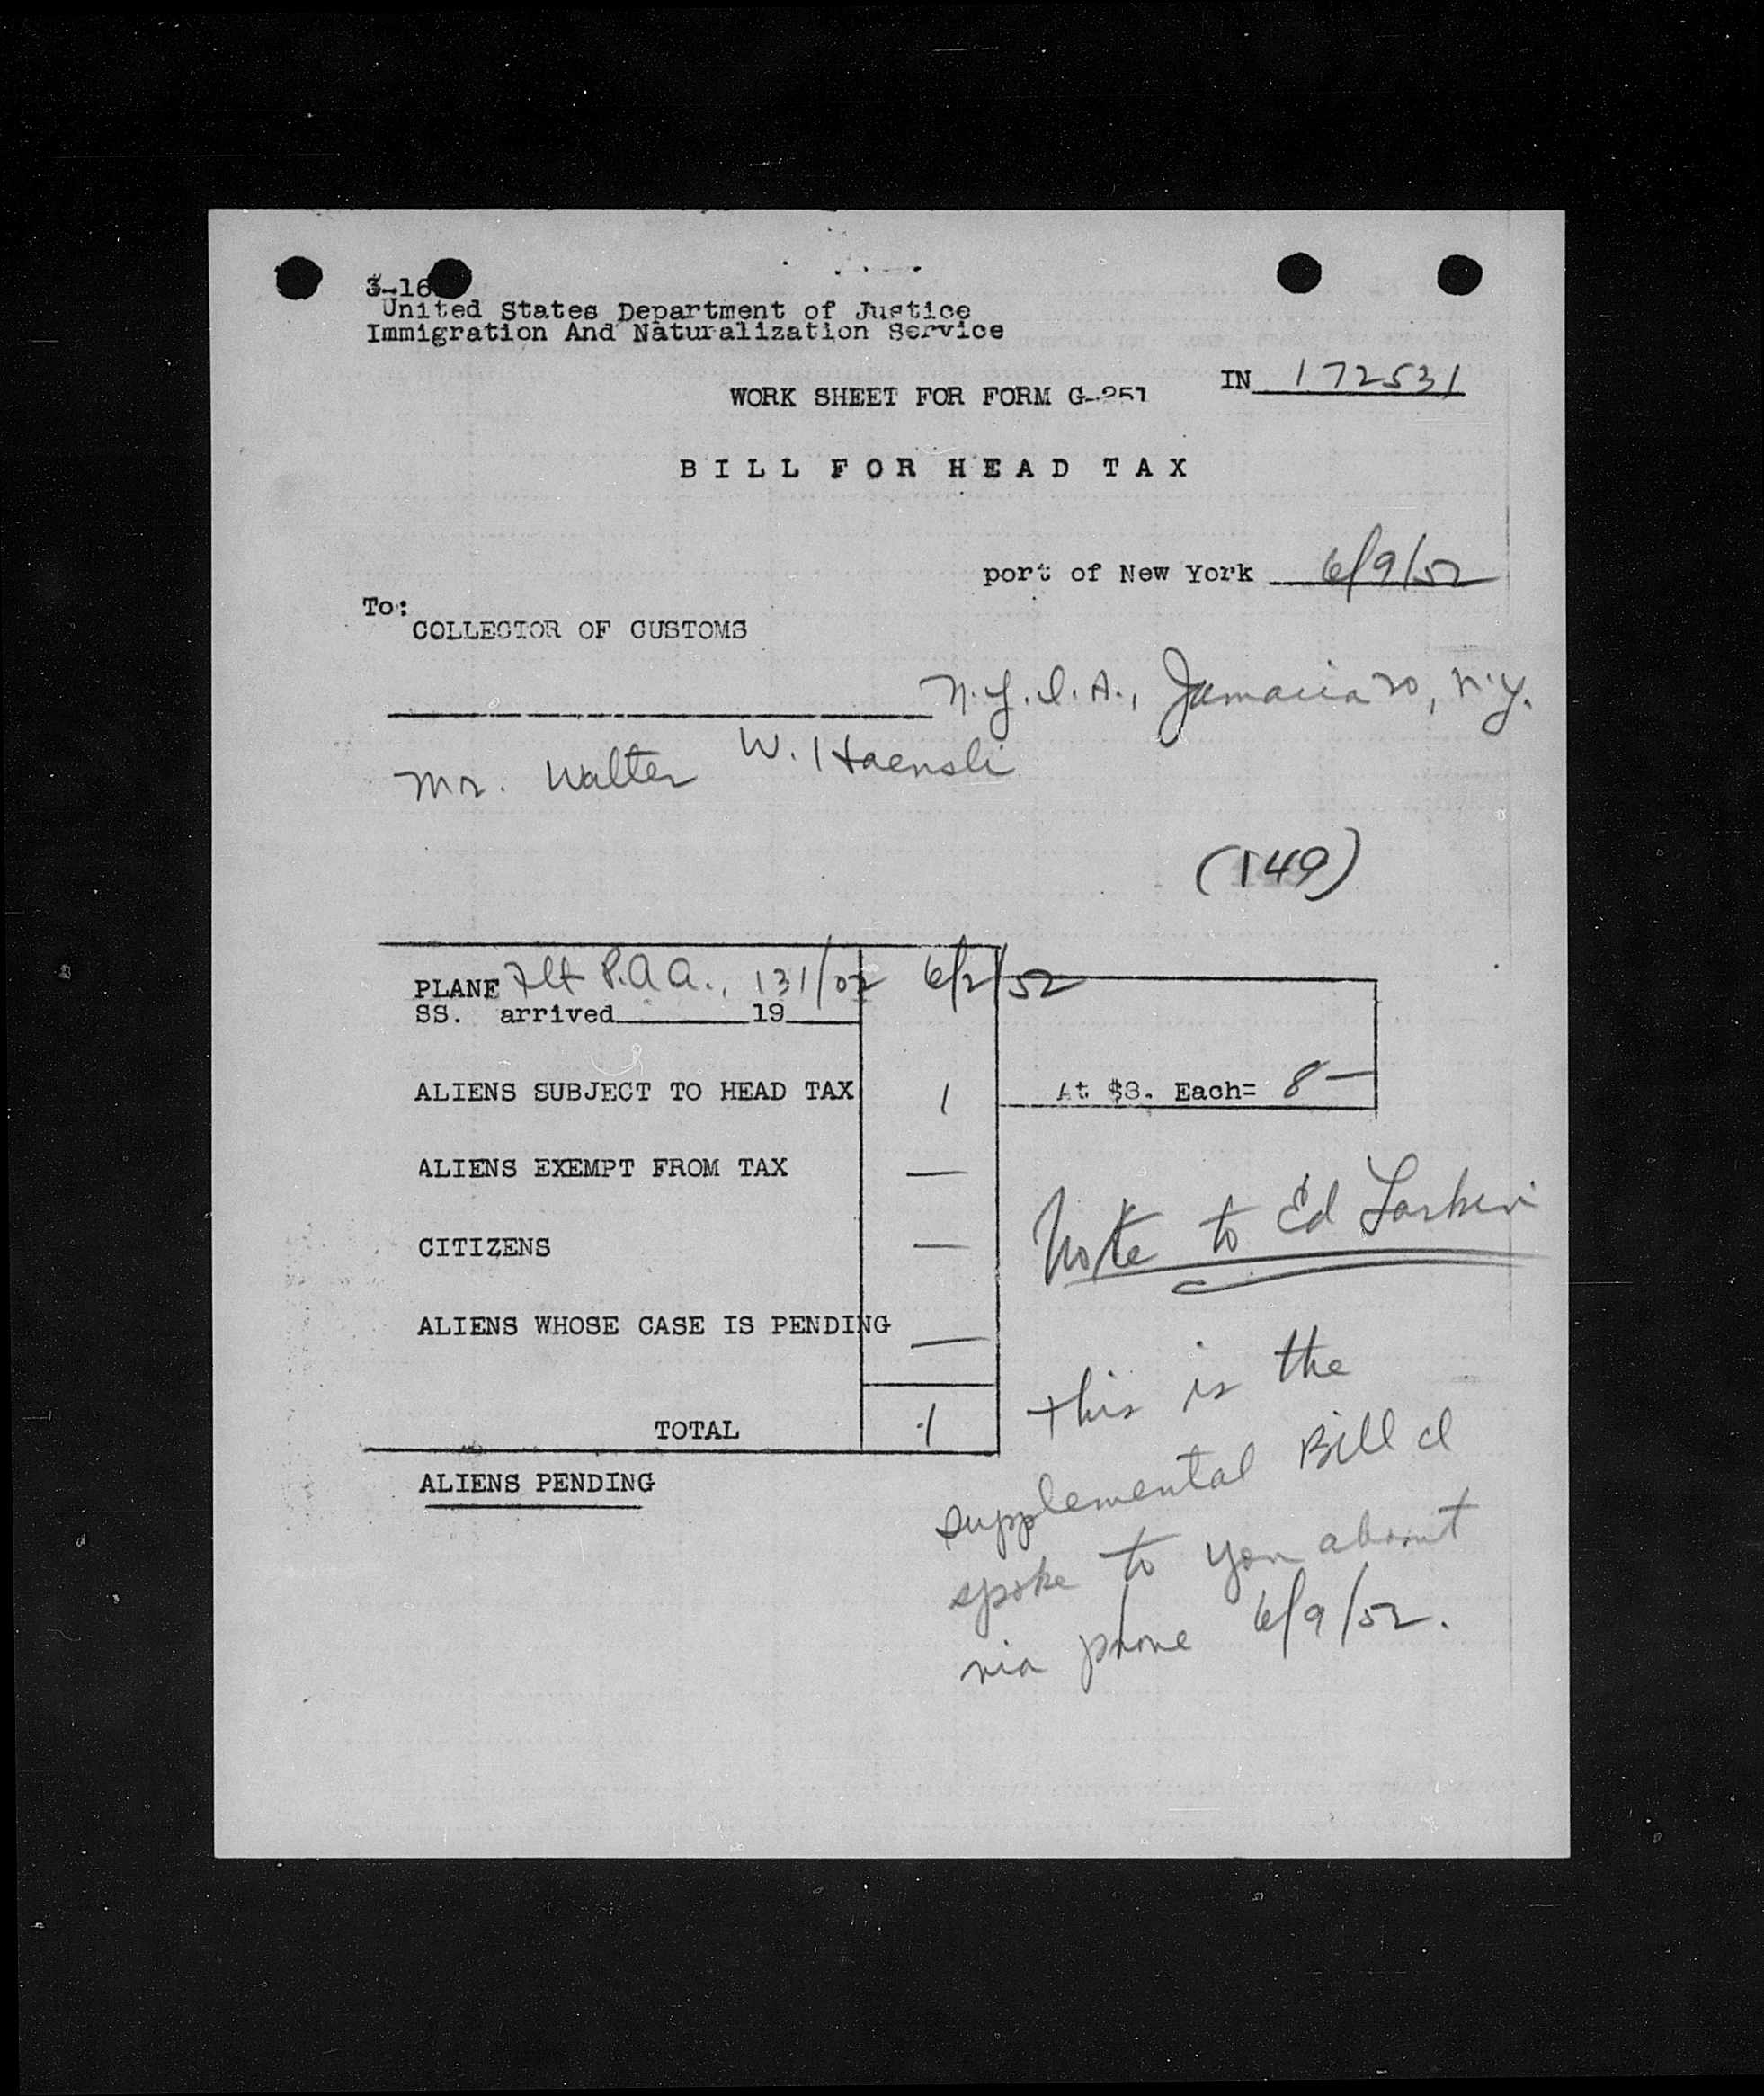 3-16
United States Department of Justice
Immigration And Naturalization Service
IN 172531
WORK SHEET FOR FORM G-251
BILL FOR HEAD TAX
port of New York 6/9/52
To:
COLLECTOR OF CUSTOMS
N.Y.I.A., Jamaica 20, N.Y.
Mr. Walter W. Haensli
(149)
PLANE Flt P.A.A., 131/02 6/2/52
SS. arrived 19
ALIENS SUBJECT TO HEAD TAX 1 At $8. Each= 8 —
ALIENS EXEMPT FROM TAX —
CITIZENS —
ALIENS WHOSE CASE IS PENDING —
TOTAL 1
ALIENS PENDING
Note to Ed Larkin
This is the
supplemental Bill I
spoke to you about
via phone 6/9/52.